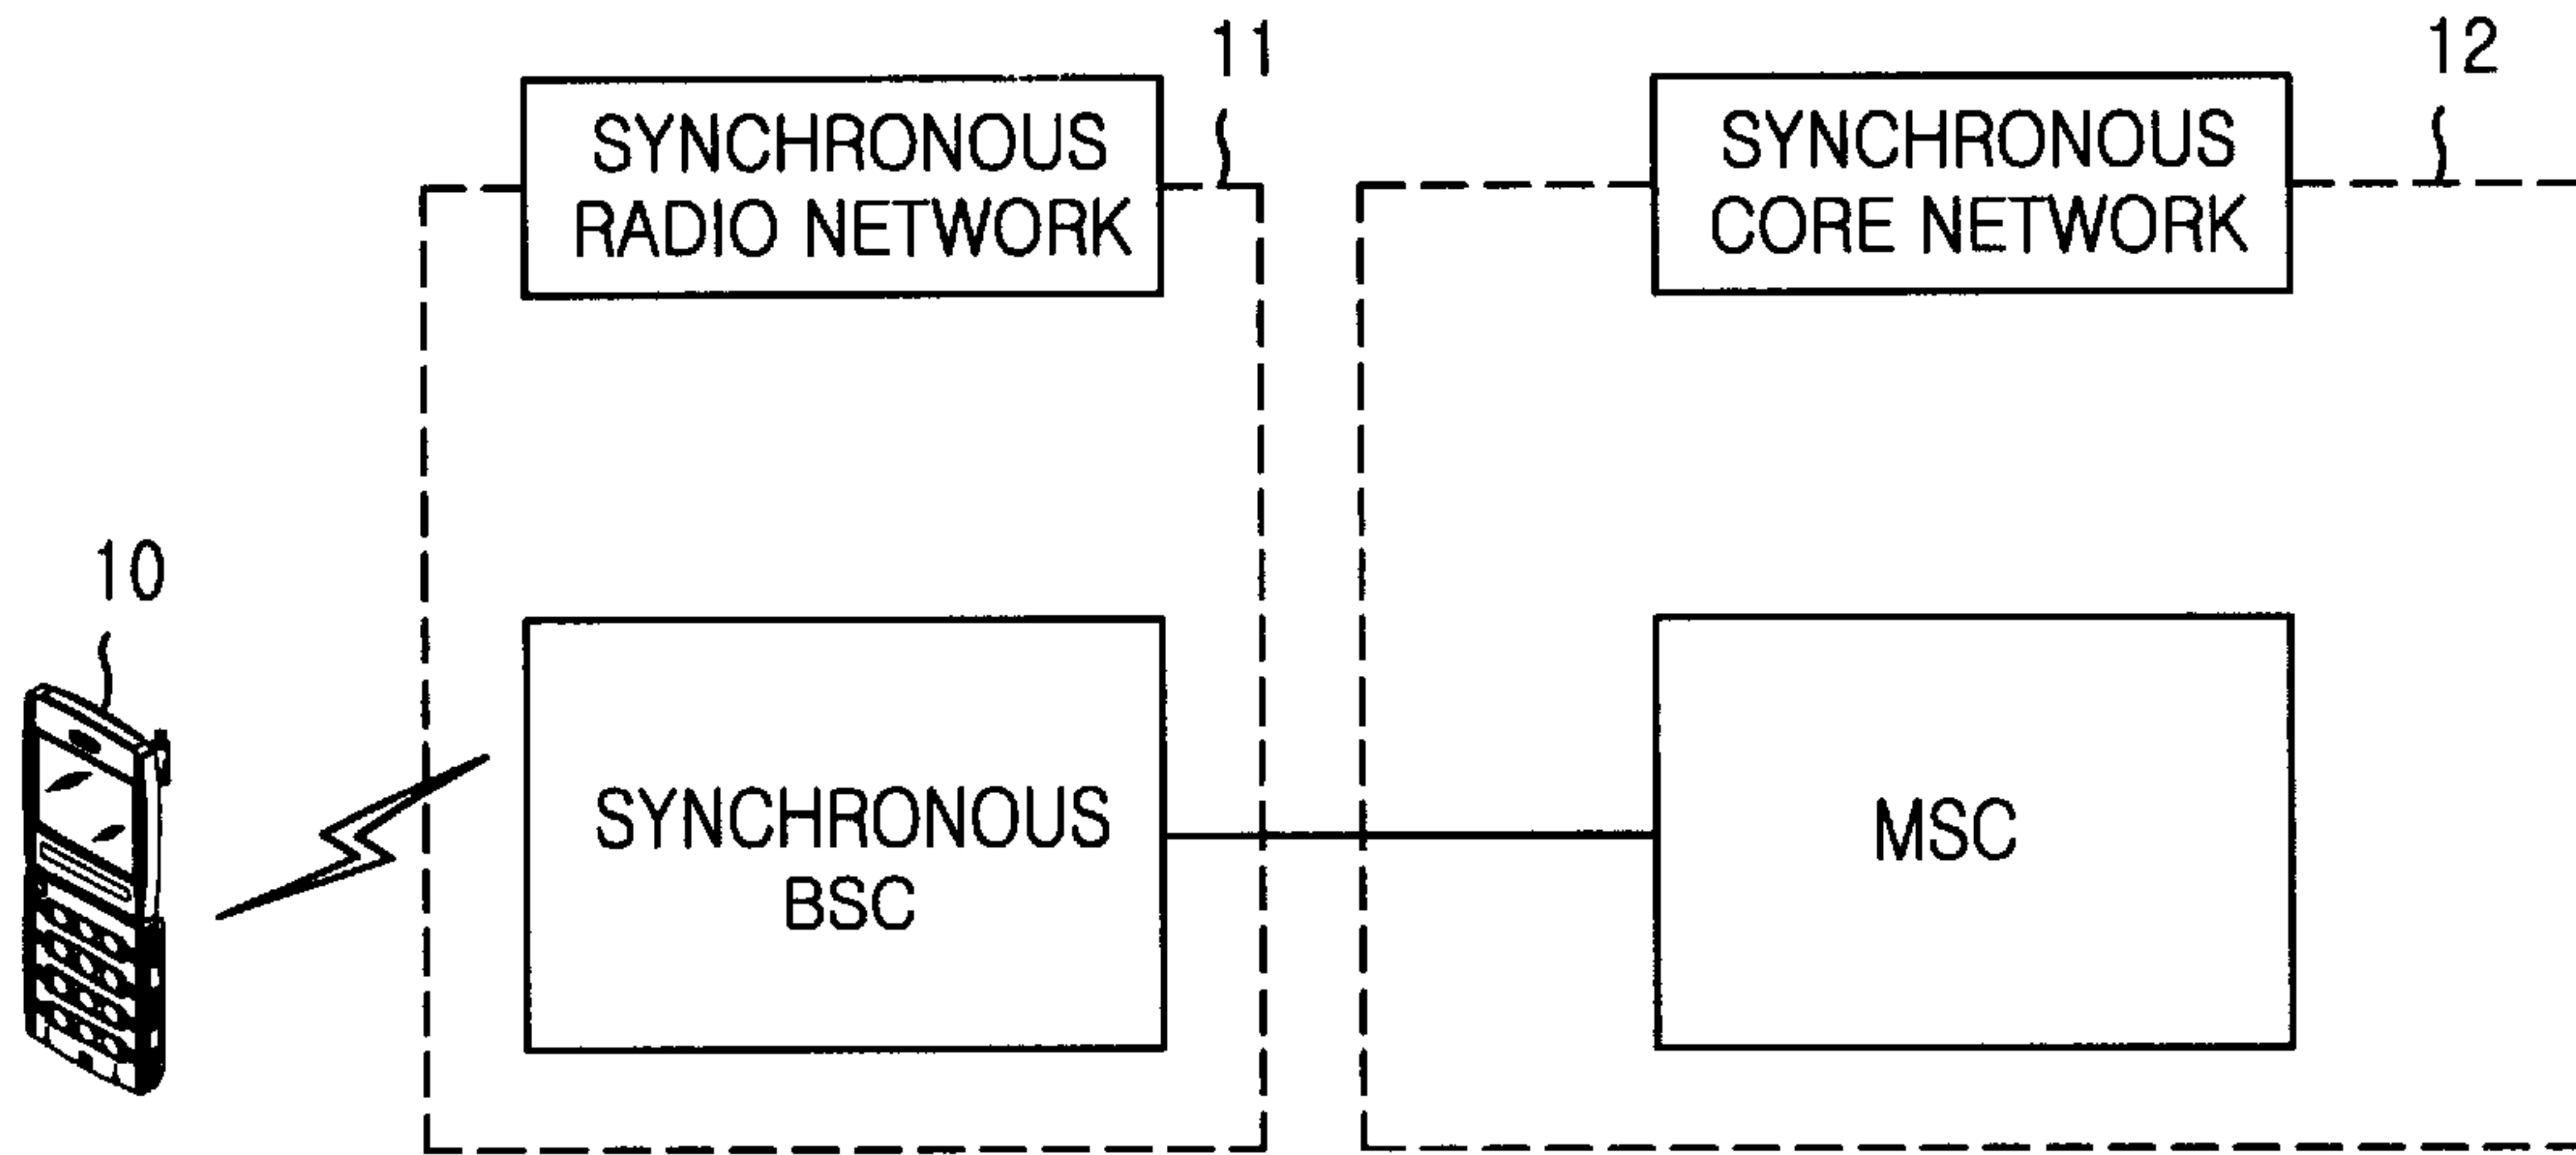 11
12
SYNCHRONOUS
RADIO NETWORK
SYNCHRONOUS
CORE NETWORK
10
SYNCHRONOUS
BSC
MSC